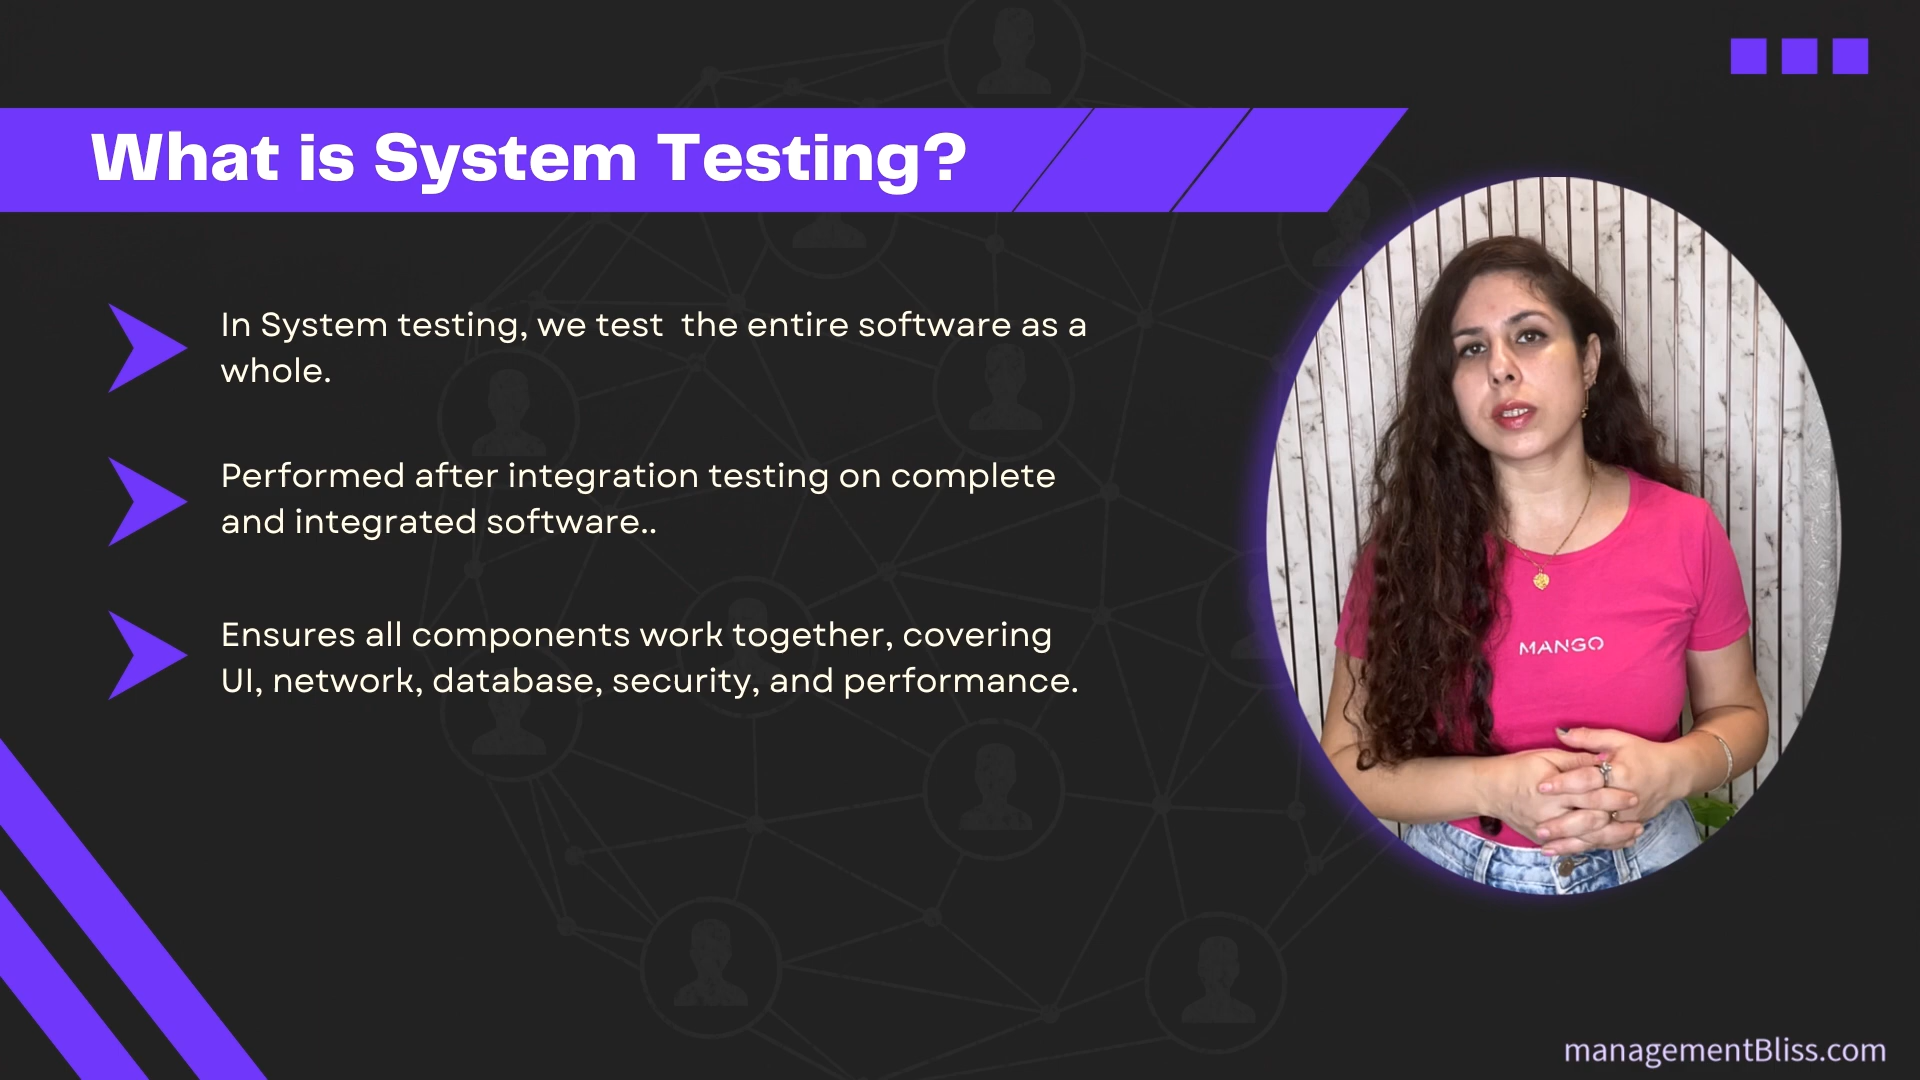 What is System Testing?
In System testing, we test  the entire software as a
whole.
Performed after integration testing on complete
and integrated software..
Ensures all components work together, covering
UI, network, database, security, and performance.
MANGO
managementBliss.com